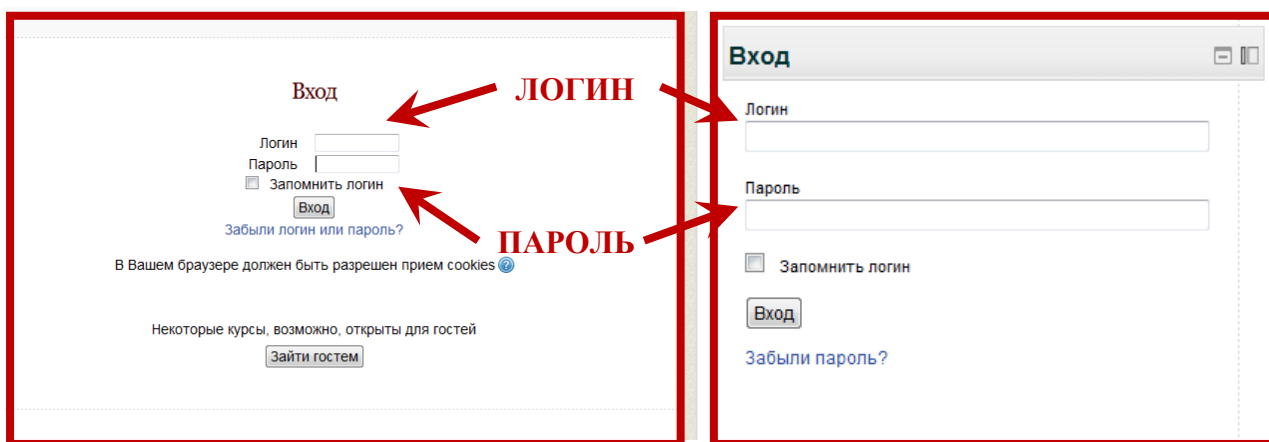 Вход
Логин
Пароль
Запомнить логин
Вход
Забыли логин или пароль?
В Вашем браузере должен быть разрешен прием cookies
Некоторые курсы, возможно, открыты для гостей
Зайти гостем
ЛОГИН
ПАРОЛЬ
Вход
Логин
Пароль
Запомнить логин
Вход
Забыли пароль?